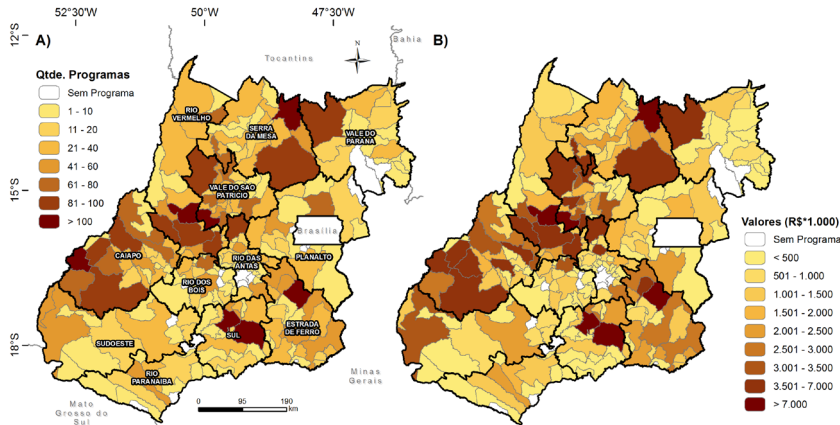 52°30'W
50°W
47°30'W
12°S
15°S
18°S
A)
Tocantins
N
Bahia
Qtde. Programas
Sem Programa
1 - 10
11 - 20
21 - 40
41 - 60
61 - 80
81 - 100
> 100
RIO
VERMELHO
SERRA
DA MESA
VALE DO
PARANÁ
VALE DO SAO
PATRICIO
Brasília
CAIAPO
RIO DAS
ANTAS
PLANALTO
RIO DOS
BOIS
SUL
ESTRADA
DE FERRO
SUDOESTE
RIO
PARANAIBA
Minas
Gerais
Mato
Grosso do
Sul
0
95
190
km
B)
Valores (R$*1.000)
Sem Programa
< 500
501 - 1.000
1.001 - 1.500
1.501 - 2.000
2.001 - 2.500
2.501 - 3.000
3.001 - 3.500
3.501 - 7.000
> 7.000